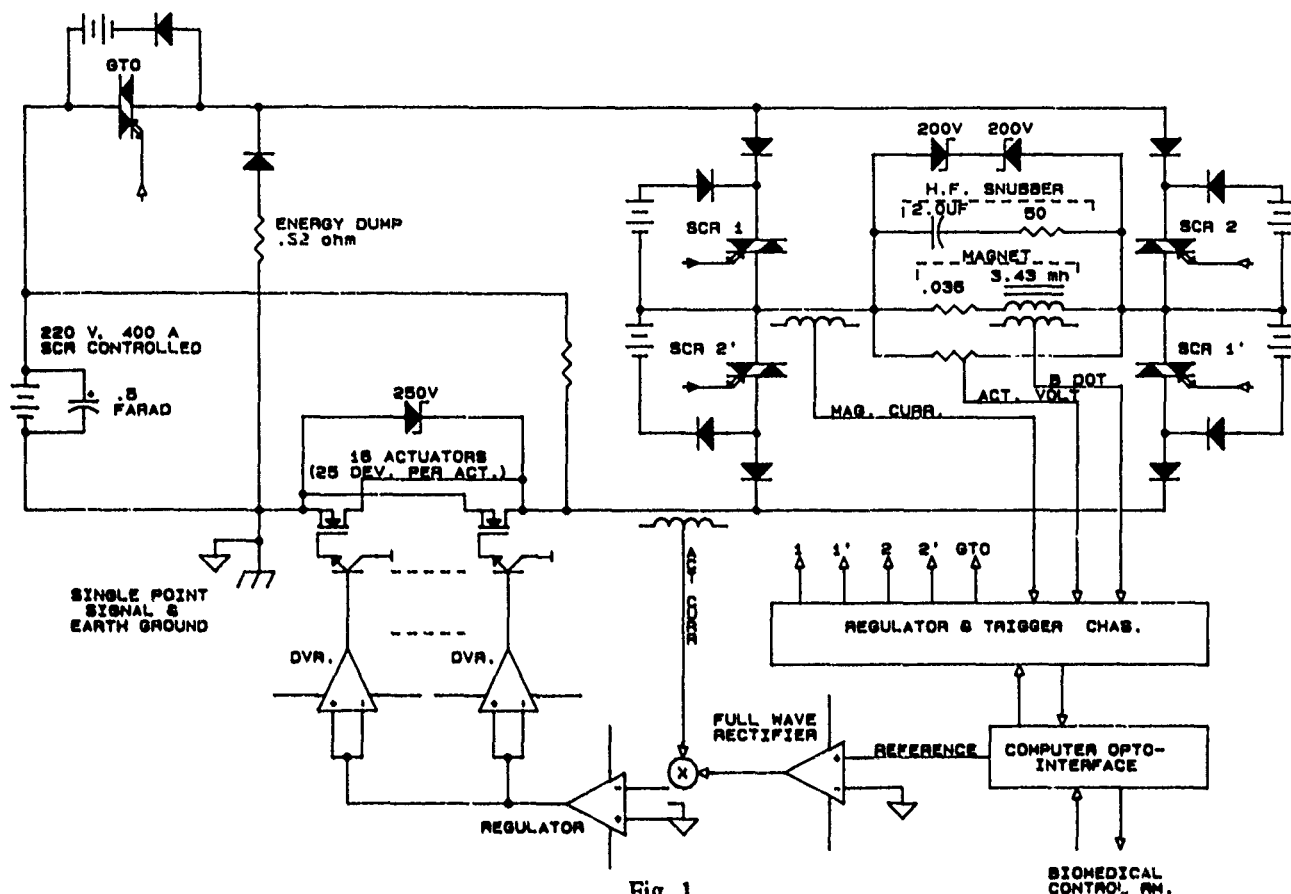 GTO
200V 200V
H.F. SNUBBER
2.0UF 50
ENERGY DUMP
.52 ohm
SCR 1
SCR 2
MAGNET
.036 3.43 mh
220 V. 400 A
SCR CONTROLLED
.5
FARAD
SCR 2'
SCR 1'
250V
B DOT
ACT. VOLT
MAG. CURR.
16 ACTUATORS
(25 DEV. PER ACT.)
ACT CURR
1 1' 2 2' GTO
SINGLE POINT
SIGNAL &
EARTH GROUND
REGULATOR & TRIGGER CHAS.
DVR. DVR.
FULL WAVE
RECTIFIER
REFERENCE
COMPUTER OPTO-
INTERFACE
X
REGULATOR
BIOMEDICAL
CONTROL RM.
Fig. 1